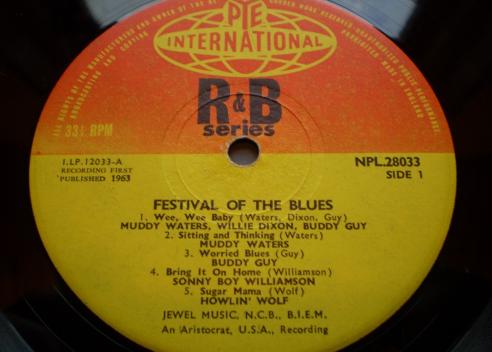 PYE
INTERNATIONAL
R&B
series
33⅓ RPM
I.LP.12033-A
RECORDING FIRST
PUBLISHED 1963
NPL.28033
SIDE 1
FESTIVAL OF THE BLUES
1. Wee, Wee Baby (Waters, Dixon, Guy)
MUDDY WATERS, WILLIE DIXON, BUDDY GUY
2. Sitting and Thinking (Waters)
MUDDY WATERS
3. Worried Blues (Guy)
BUDDY GUY
4. Bring It On Home (Williamson)
SONNY BOY WILLIAMSON
5. Sugar Mama (Wolf)
HOWLIN' WOLF
JEWEL MUSIC, N.C.B., B.I.E.M.
An Aristocrat, U.S.A., Recording